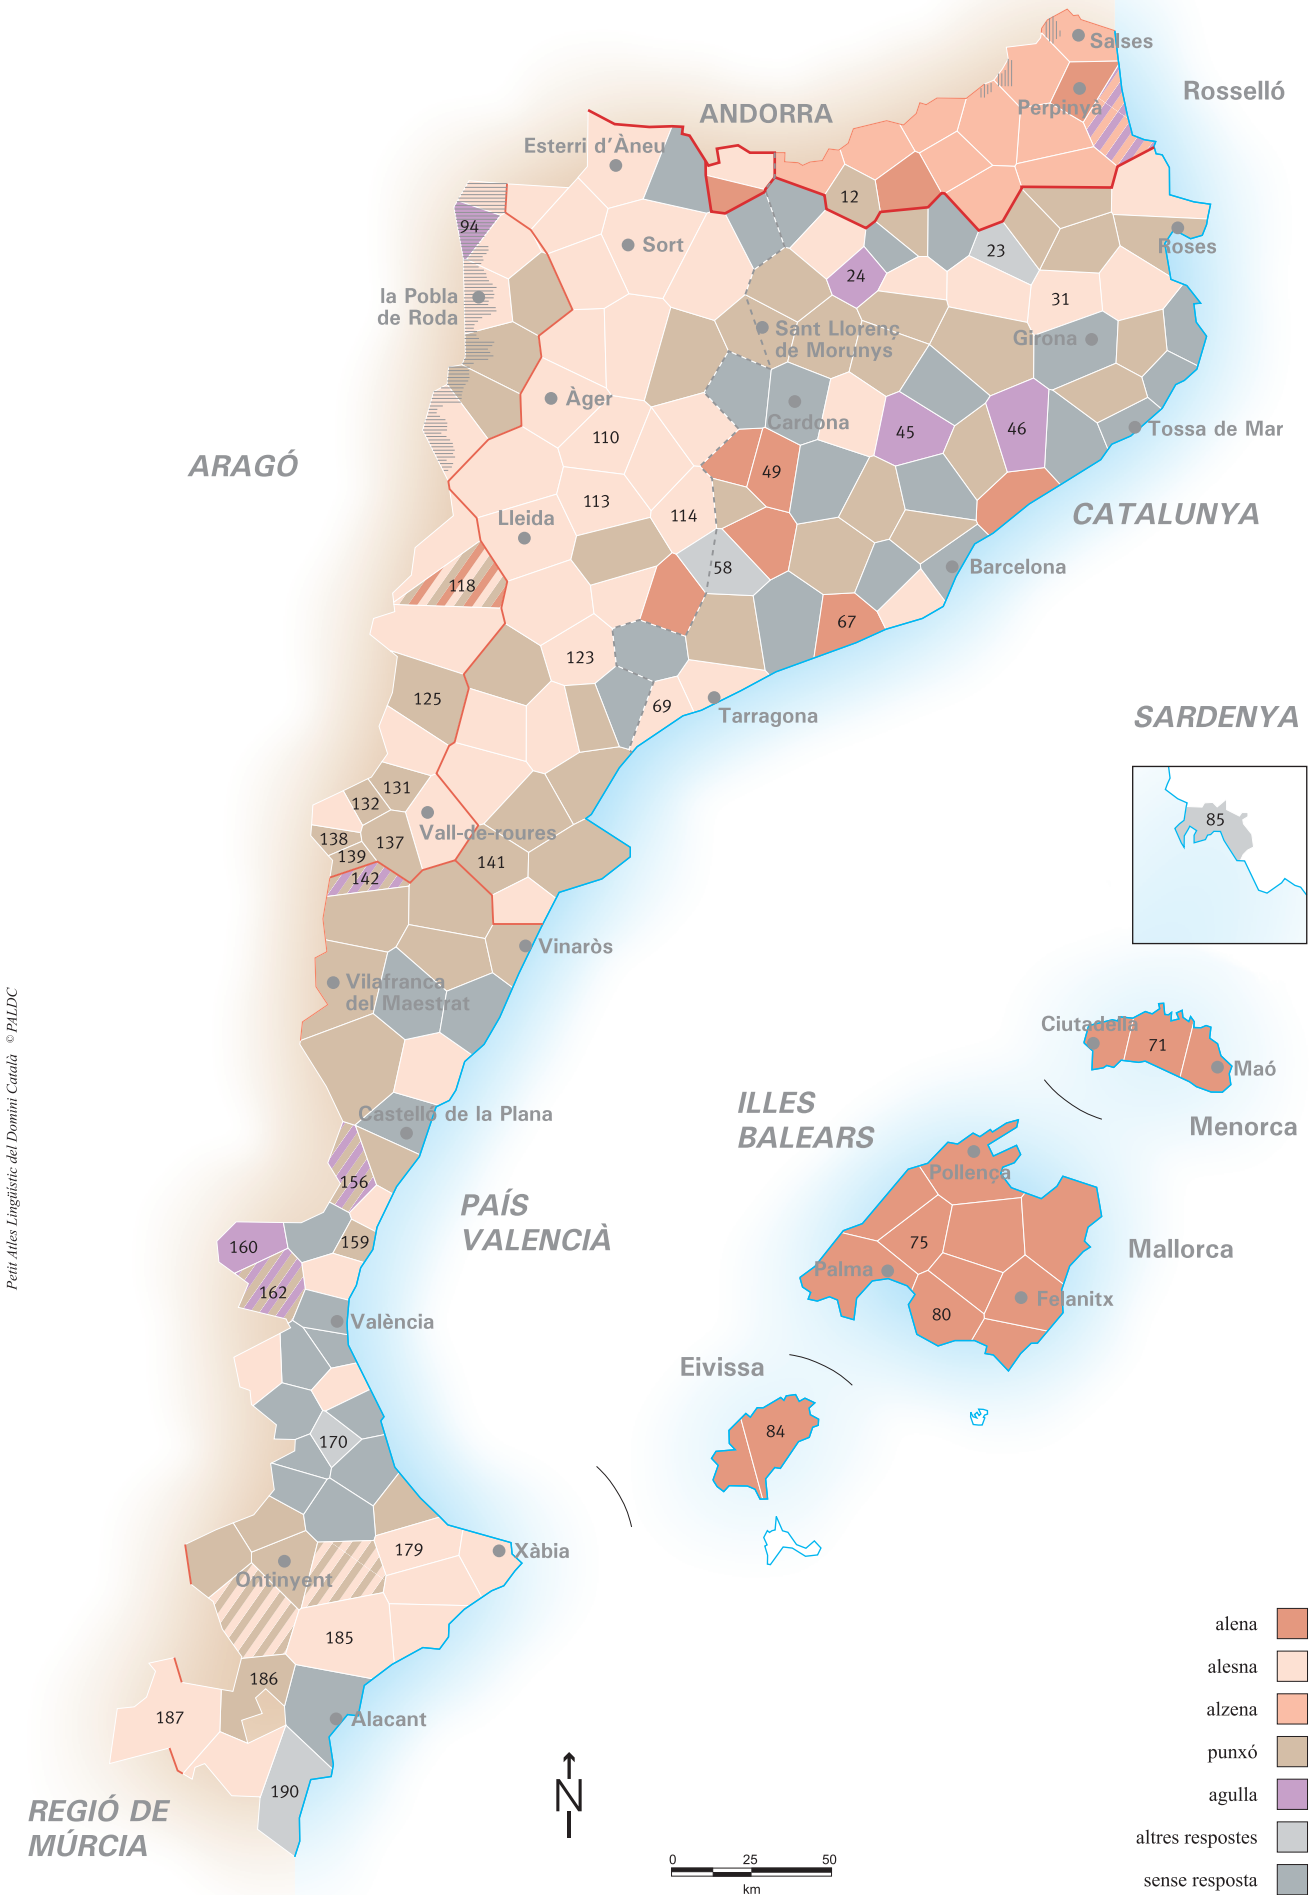 Salses
Rosselló
ANDORRA
Perpinyà
Esterri d'Àneu
12
94
Roses
Sort
23
24
la Pobla
de Roda
31
Sant Llorenç
de Morunys
Girona
Àger
Cardona
45
46
Tossa de Mar
110
ARAGÓ
49
113
Lleida
114
CATALUNYA
58
Barcelona
118
67
123
125
69
Tarragona
SARDENYA
131
132
85
138
137
Vall-de-roures
139
141
142
Vinaròs
Vilafranca
del Maestrat
Petit Atles Lingüístic del Domini Català © PALDC
Ciutadella
71
Maó
Castelló de la Plana
ILLES
BALEARS
Menorca
Pollença
156
PAÍS
VALENCIÀ
160
159
75
Mallorca
Palma
162
Felanitx
80
València
Eivissa
84
170
179
Xàbia
Ontinyent
185
186
187
Alacant
190
REGIÓ DE
MÚRCIA
N
0 25 50
km
alena
alesna
alzena
punxó
agulla
altres respostes
sense resposta